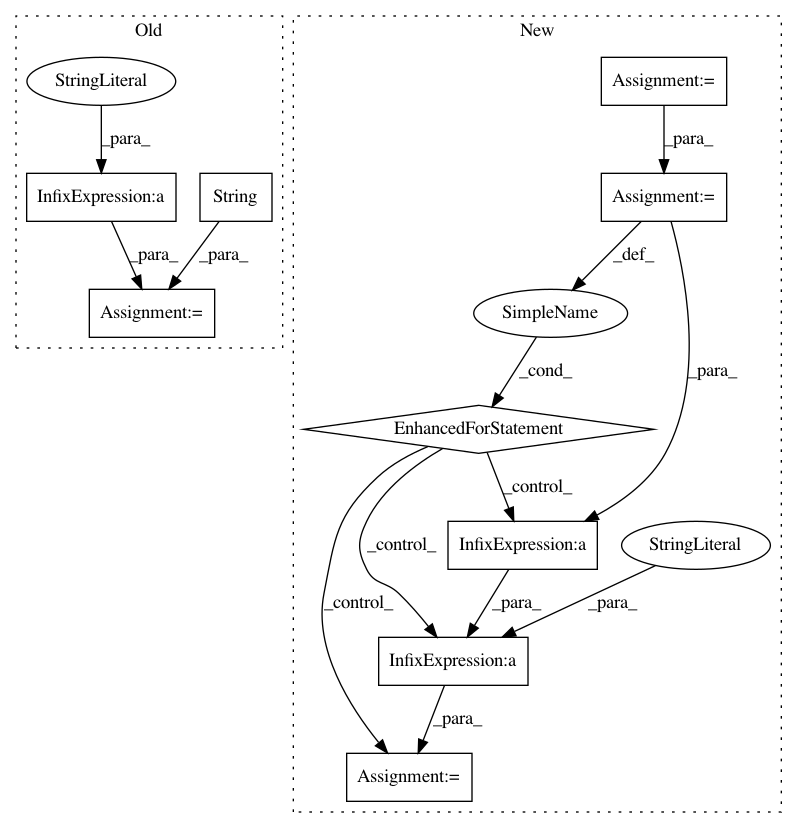 Old
New
StringLiteral
Assignment:=
_para_
_para_
InfixExpression:a
String
Assignment:=
_para_
_para_
_def_
Assignment:=
SimpleName
_cond_
_para_
EnhancedForStatement
_control_
InfixExpression:a
StringLiteral
_control_
_control_
_para_
_para_
InfixExpression:a
_para_
Assignment:=